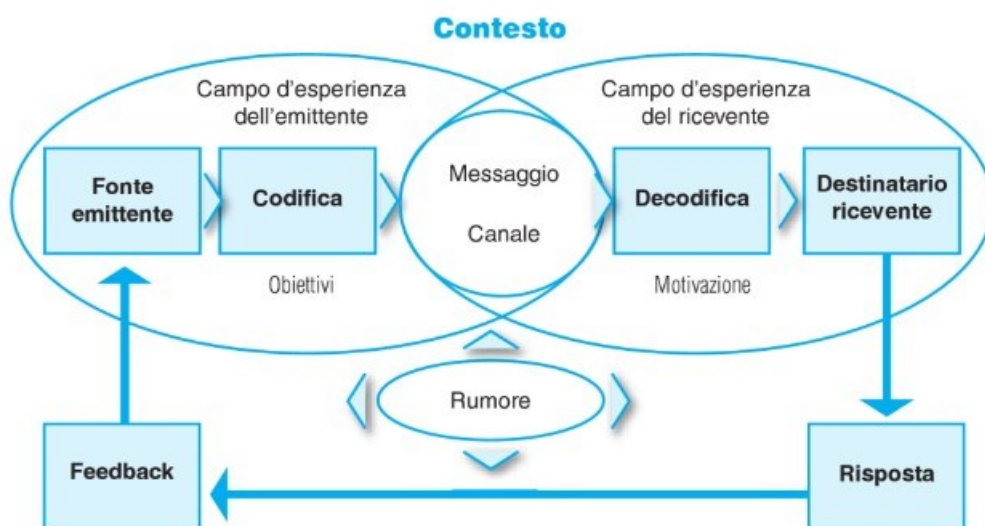 Contesto
Campo d'esperienza
dell'emittente
Campo d'esperienza
del ricevente
Fonte
emittente
Codifica
Messaggio
Canale
Decodifica
Destinatario
ricevente
Obiettivi
Motivazione
Rumore
Feedback
Risposta